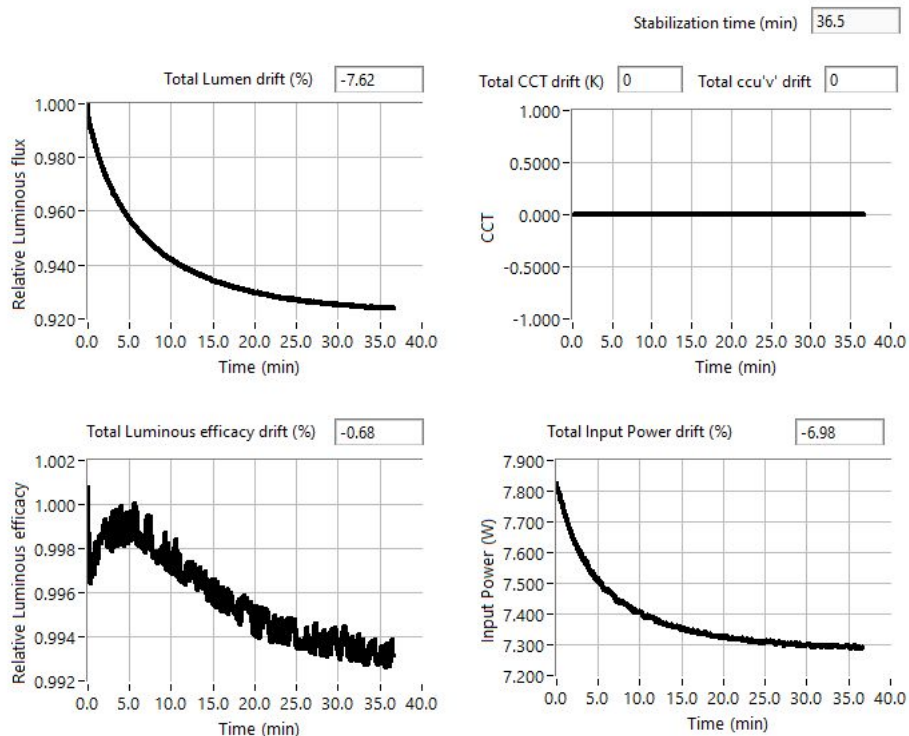 Stabilization time (min) 36.5
Total Lumen drift (%) -7.62
Total CCT drift (K) 0 Total ccu'v' drift 0
Relative Luminous flux
1.000
0.980
0.960
0.940
0.920
0.0 5.0 10.0 15.0 20.0 25.0 30.0 35.0 40.0
Time (min)
CCT
1.000
0.5000
0.000
-0.5000
-1.000
0.0 5.0 10.0 15.0 20.0 25.0 30.0 35.0 40.0
Time (min)
Total Luminous efficacy drift (%) -0.68
Relative Luminous efficacy
1.002
1.000
0.998
0.996
0.994
0.992
0.0 5.0 10.0 15.0 20.0 25.0 30.0 35.0 40.0
Time (min)
Total Input Power drift (%) -6.98
Input Power (W)
7.900
7.800
7.700
7.600
7.500
7.400
7.300
7.200
0.0 5.0 10.0 15.0 20.0 25.0 30.0 35.0 40.0
Time (min)